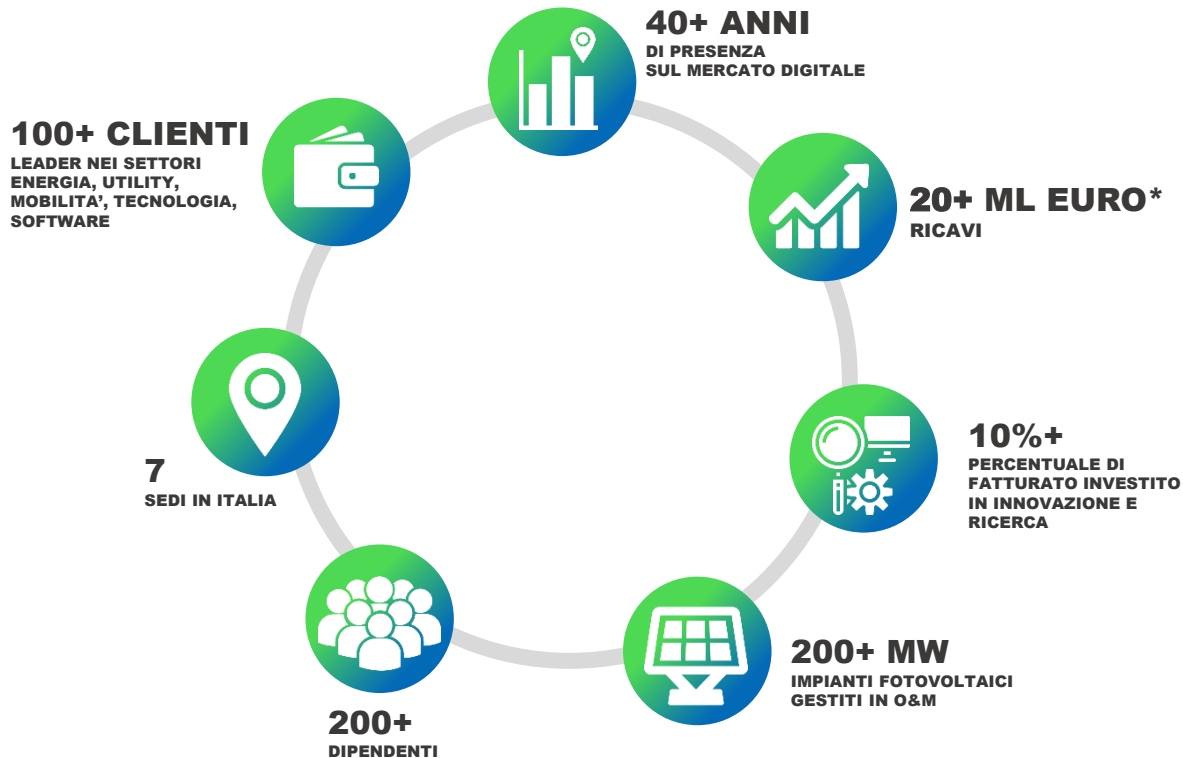 40+ ANNI
DI PRESENZA
SUL MERCATO DIGITALE
100+ CLIENTI
LEADER NEI SETTORI
ENERGIA, UTILITY,
MOBILITA’, TECNOLOGIA,
SOFTWARE
20+ ML EURO*
RICAVI
10%+
PERCENTUALE DI
FATTURATO INVESTITO
IN INNOVAZIONE E
RICERCA
7
SEDI IN ITALIA
200+ MW
IMPIANTI FOTOVOLTAICI
GESTITI IN O&M
200+
DIPENDENTI